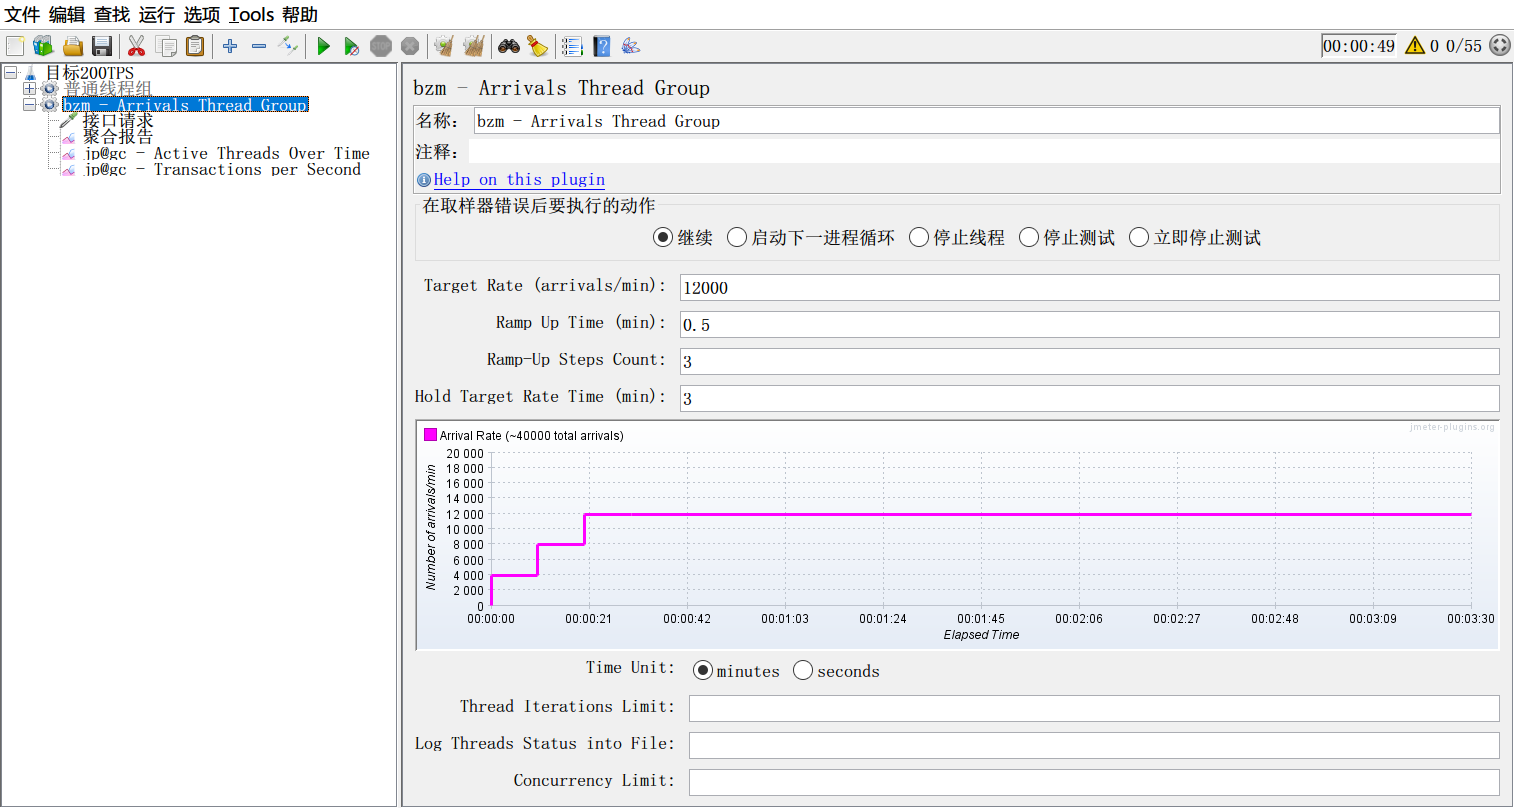 文件 编辑 查找 运行 选项 Tools 帮助
STOP
00:00:49 0 0/55
目标200TPS
普通线程组
bzm - Arrivals Thread Group
接口请求
聚合报告
jp@gc - Active Threads Over Time
jp@gc - Transactions per Second
bzm - Arrivals Thread Group
名称: bzm - Arrivals Thread Group
注释:
Help on this plugin
在取样器错误后要执行的动作
继续 启动下一进程循环 停止线程 停止测试 立即停止测试
Target Rate (arrivals/min): 12000
Ramp Up Time (min): 0.5
Ramp-Up Steps Count: 3
Hold Target Rate Time (min): 3
Arrival Rate (~40000 total arrivals)
jmeter-plugins.org
Number of arrivals/min
20 000
18 000
16 000
14 000
12 000
10 000
8 000
6 000
4 000
2 000
0
00:00:00 00:00:21 00:00:42 00:01:03 00:01:24 00:01:45 00:02:06 00:02:27 00:02:48 00:03:09 00:03:30
Elapsed Time
Time Unit: minutes seconds
Thread Iterations Limit:
Log Threads Status into File:
Concurrency Limit: